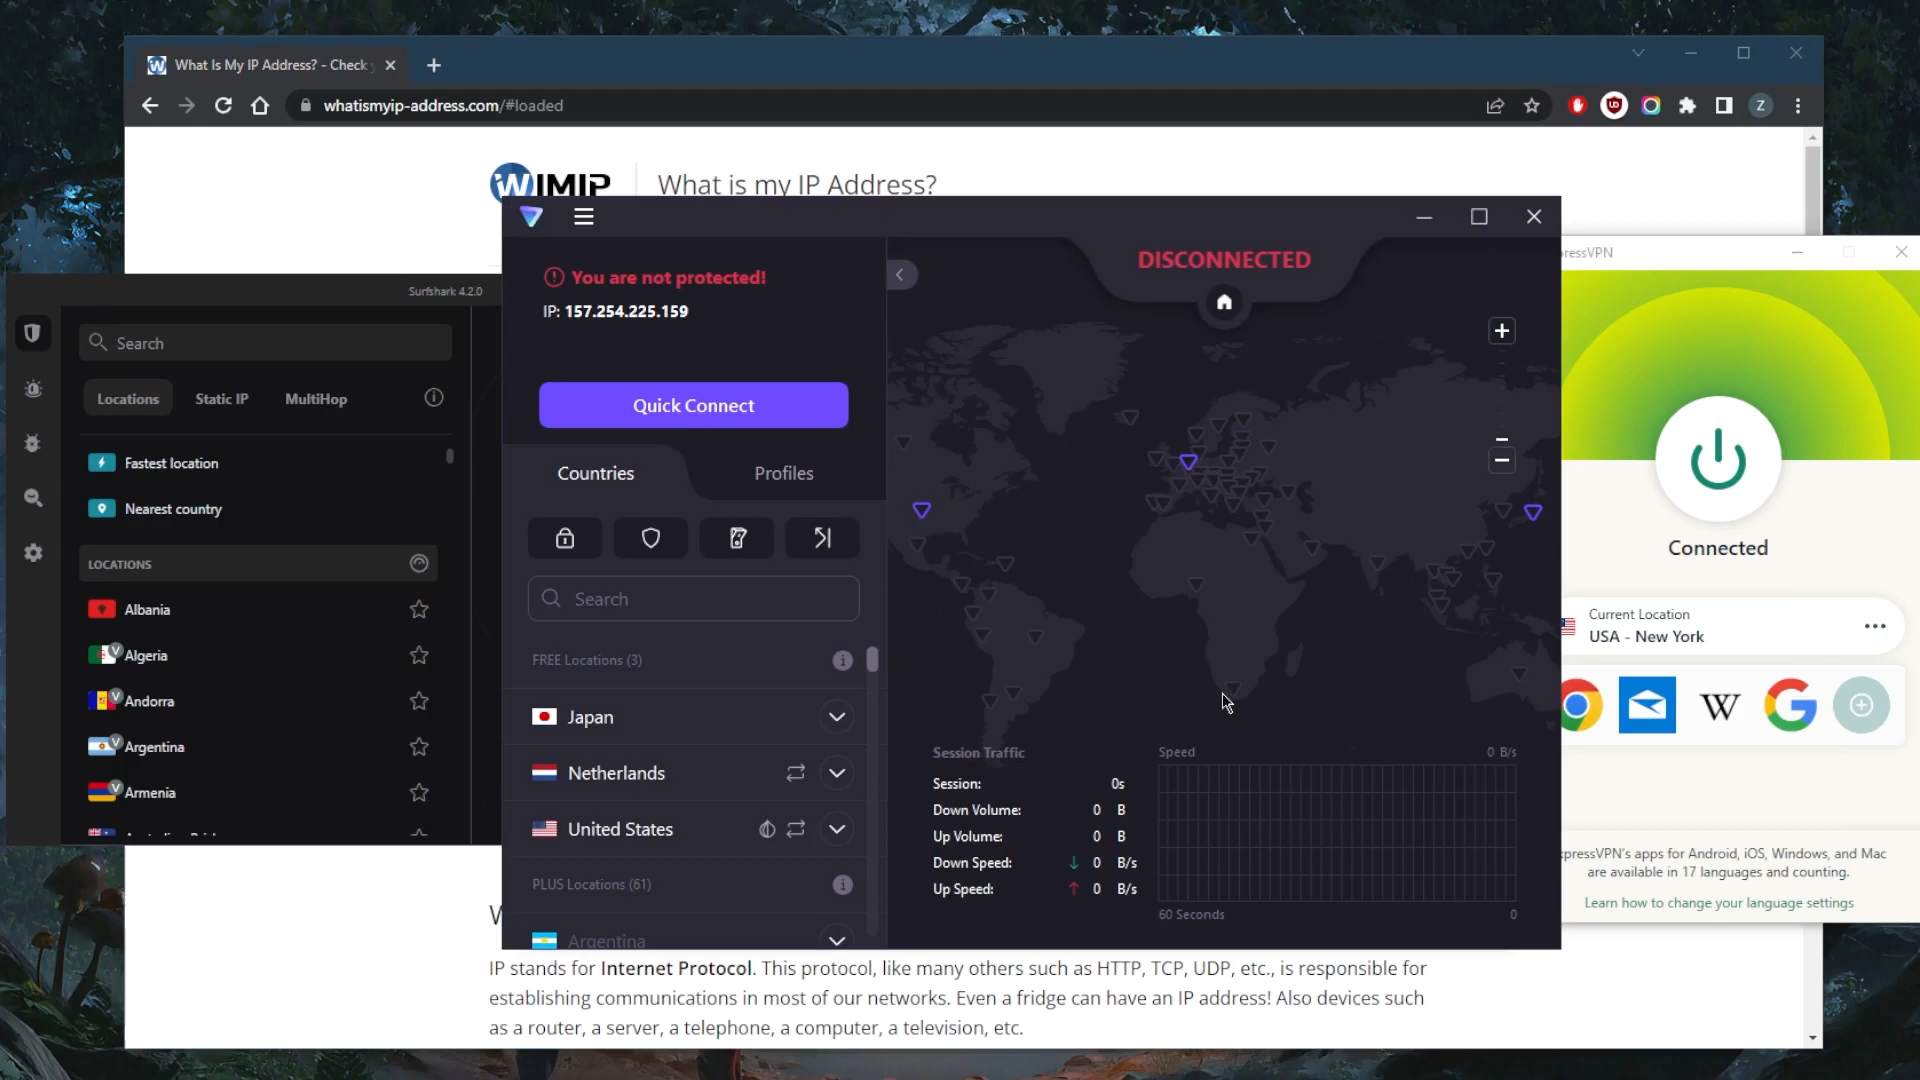 What Is My IP Address? - Check
whatismyip-address.com/#loaded
Z
WIMIP
What is my IP Address?
Surfshark 4.2.0
Search
Locations
Static IP
MultiHop
Fastest location
Nearest country
LOCATIONS
Albania
Algeria
Andorra
Argentina
Armenia
You are not protected!
IP: 157.254.225.159
Quick Connect
Countries
Profiles
Search
FREE Locations (3)
Japan
Netherlands
United States
PLUS Locations (61)
Argentina
DISCONNECTED
Session Traffic
Session: 0s
Down Volume: 0 B
Up Volume: 0 B
Down Speed: 0 B/s
Up Speed: 0 B/s
Speed
0 B/s
60 Seconds
0
pressVPN
Connected
Current Location
USA - New York
W
G
xpressVPN's apps for Android, iOS, Windows, and Mac
are available in 17 languages and counting.
Learn how to change your language settings
IP stands for Internet Protocol. This protocol, like many others such as HTTP, TCP, UDP, etc., is responsible for
establishing communications in most of our networks. Even a fridge can have an IP address! Also devices such
as a router, a server, a telephone, a computer, a television, etc.